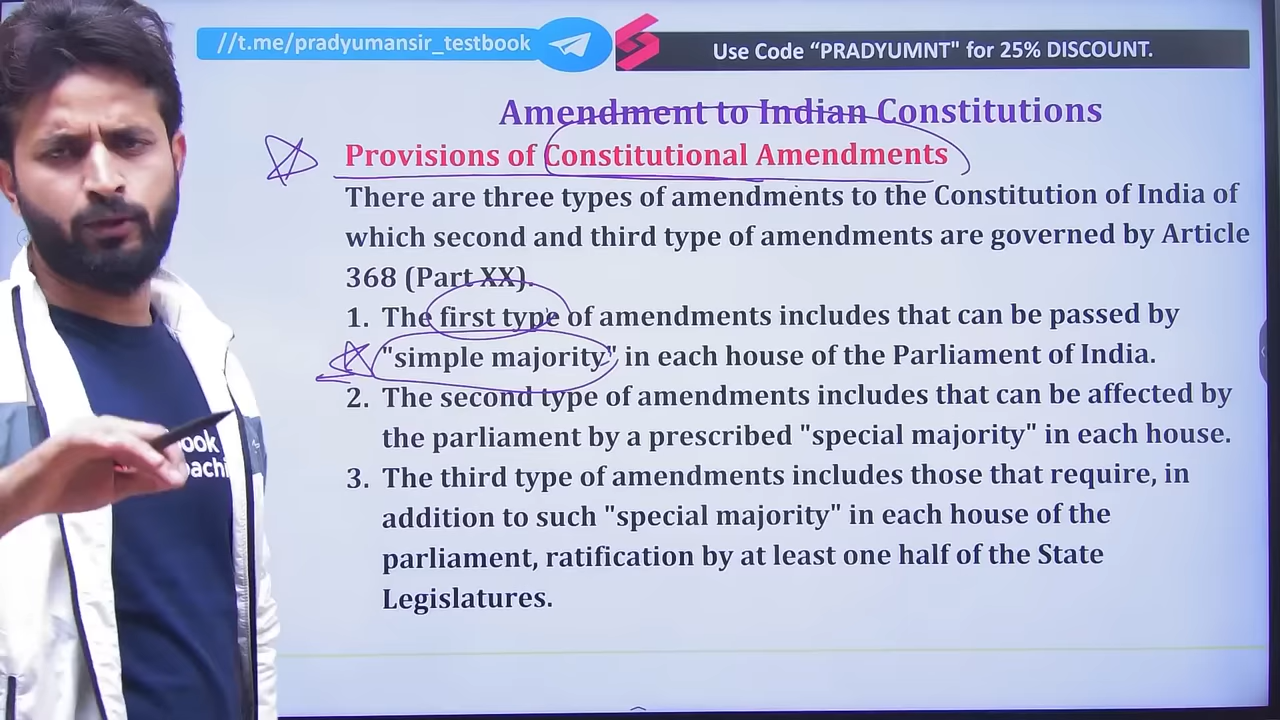 //t.me/pradyumansir_testbook
Use Code “PRADYUMNT" for 25% DISCOUNT.
Amendment to Indian Constitutions
Provisions of Constitutional Amendments
There are three types of amendments to the Constitution of India of
which second and third type of amendments are governed by Article
368 (Part XX).
1. The first type of amendments includes that can be passed by
"simple majority" in each house of the Parliament of India.
2. The second type of amendments includes that can be affected by
the parliament by a prescribed "special majority" in each house.
3. The third type of amendments includes those that require, in
addition to such "special majority" in each house of the
parliament, ratification by at least one half of the State
Legislatures.